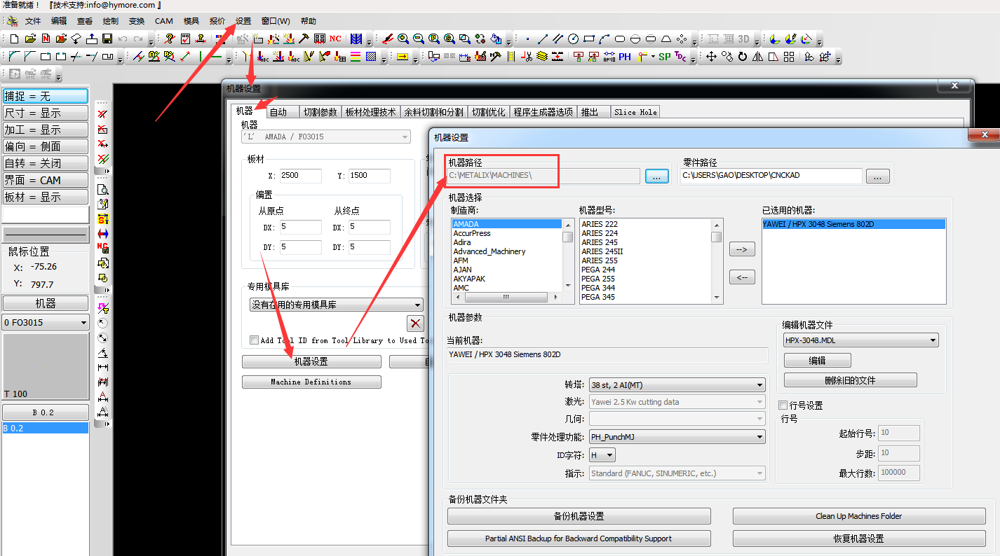 准备就绪！ 『技术支持:info@hymore.com 』
文件 编辑 查看 绘制 变换 CAM 模具 报价 设置 窗口(W) 帮助
NC 3D
ABC ABC PH SP
捕捉 = 无
尺寸 = 显示
加工 = 显示
偏向 = 侧面
自转 = 关闭
界面 = CAM
板材 = 显示
鼠标位置
X: -75.26
Y: 797.7
机器
0 FO3015
T 100
B 0.2
B 0.2
机器设置
机器 自动 切割参数 板材处理技术 余料切割和分割 切割优化 程序生成器选项 推出 Slice Hole
机器
'L' AMADA / FO3015
板材
X: 2500 Y: 1500
偏置
从原点 从终点
DX: 5 DX: 5
DY: 5 DY: 5
专用模具库
没有在用的专用模具库
Add Tool ID from Tool Library to Used To
机器设置
Machine Definitions
机器设置
机器路径
C:\METALIX\MACHINES\
...
零件路径
C:\USERS\GAO\DESKTOP\CNCKAD
...
机器选择
制造商:
AMADA
AccurPress
Adira
Advanced_Machinery
AFM
AJAN
AKYAPAK
AMC
机器型号:
ARIES 222
ARIES 224
ARIES 245
ARIES 245II
ARIES 255
PEGA 244
PEGA 255
PEGA 344
PEGA 345
-->
<--
已选用的机器:
YAWEI / HPX 3048 Siemens 802D
机器参数
当前机器:
YAWEI / HPX 3048 Siemens 802D
转塔: 38 st, 2 AI(MT)
激光: Yawei 2.5 Kw cutting data
几何:
零件处理功能: PH_PunchMJ
ID字符: H
指示: Standard (FANUC, SINUMERIC, etc.)
编辑机器文件
HPX-3048.MDL
编辑
删除旧的文件
行号设置
行号
起始行号: 10
步距: 10
最大行数: 100000
备份机器文件夹
备份机器设置
Clean Up Machines Folder
Partial ANSI Backup for Backward Compatibility Support
恢复机器设置